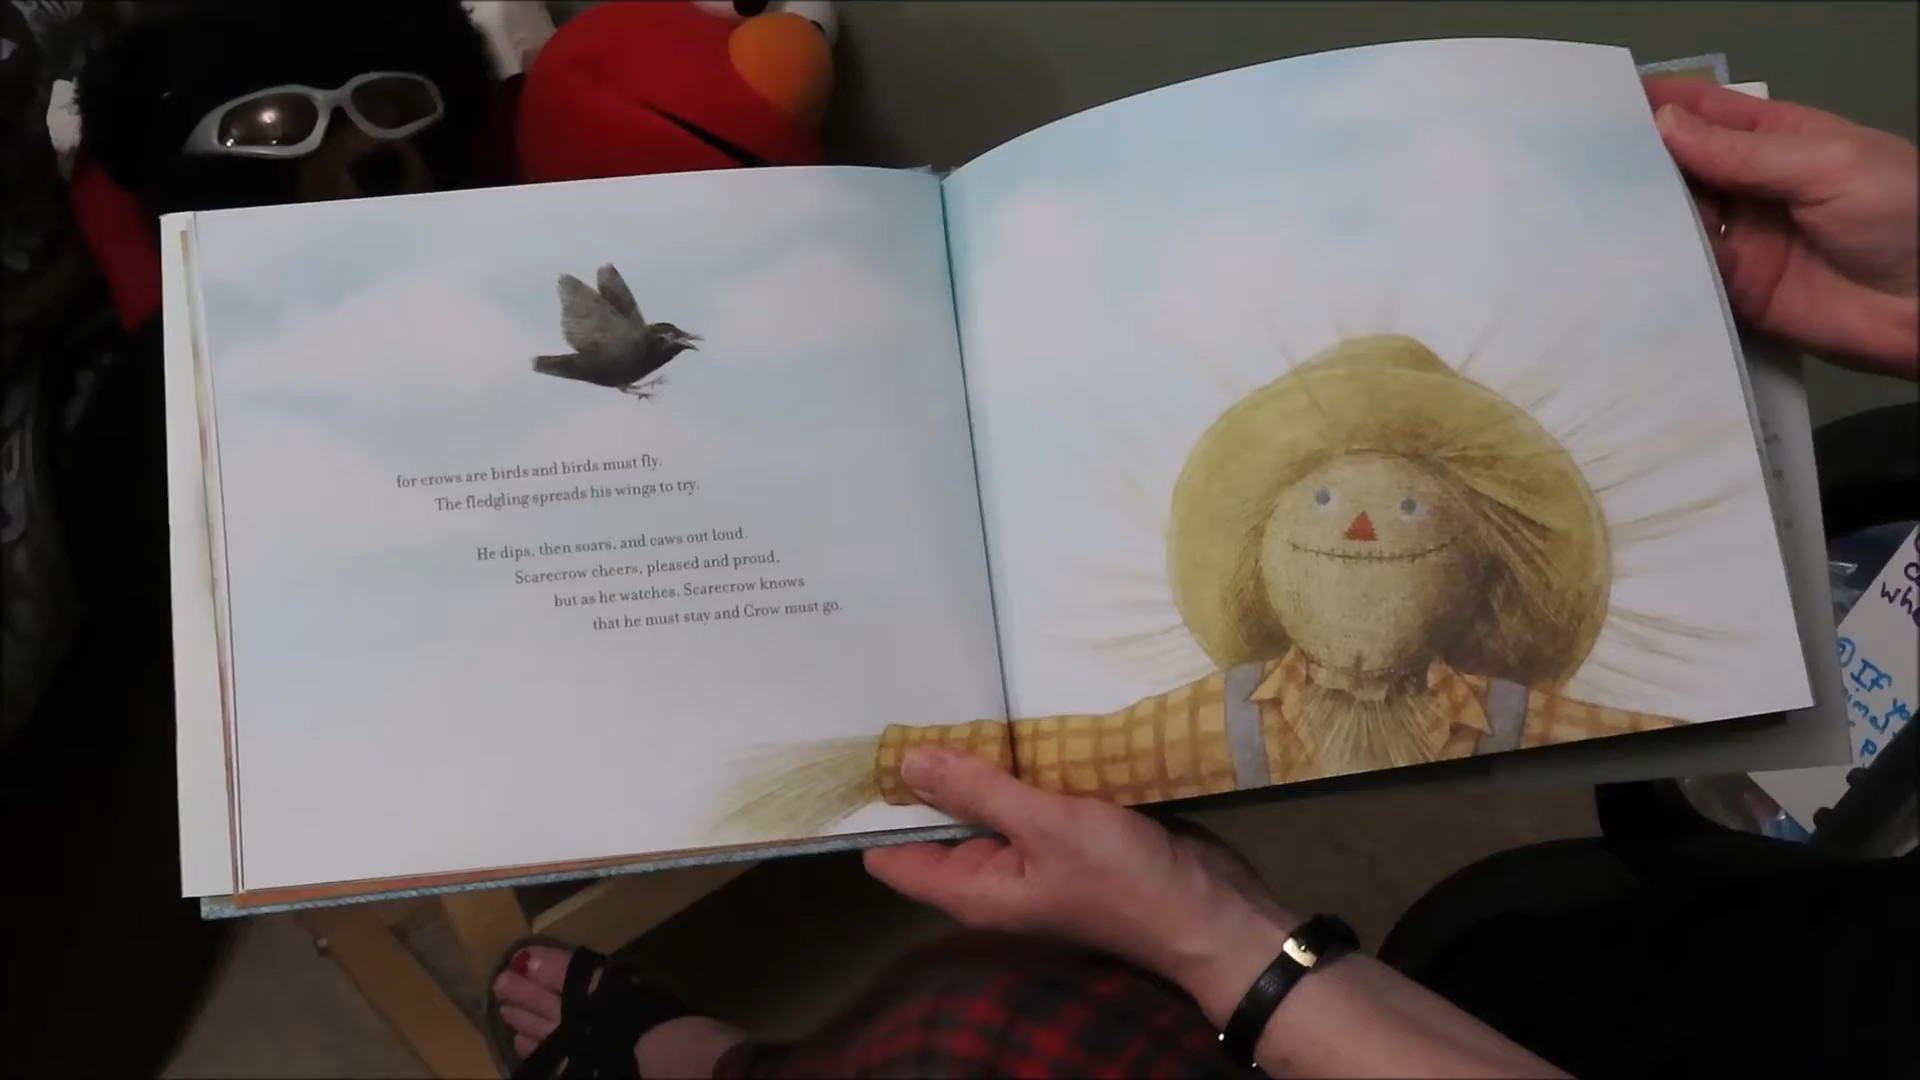 for crows are birds and birds must fly.
The fledgling spreads his wings to try.
He dips, then soars, and caws out loud.
Scarecrow cheers, pleased and proud,
but as he watches, Scarecrow knows
that he must stay and Crow must go.
If